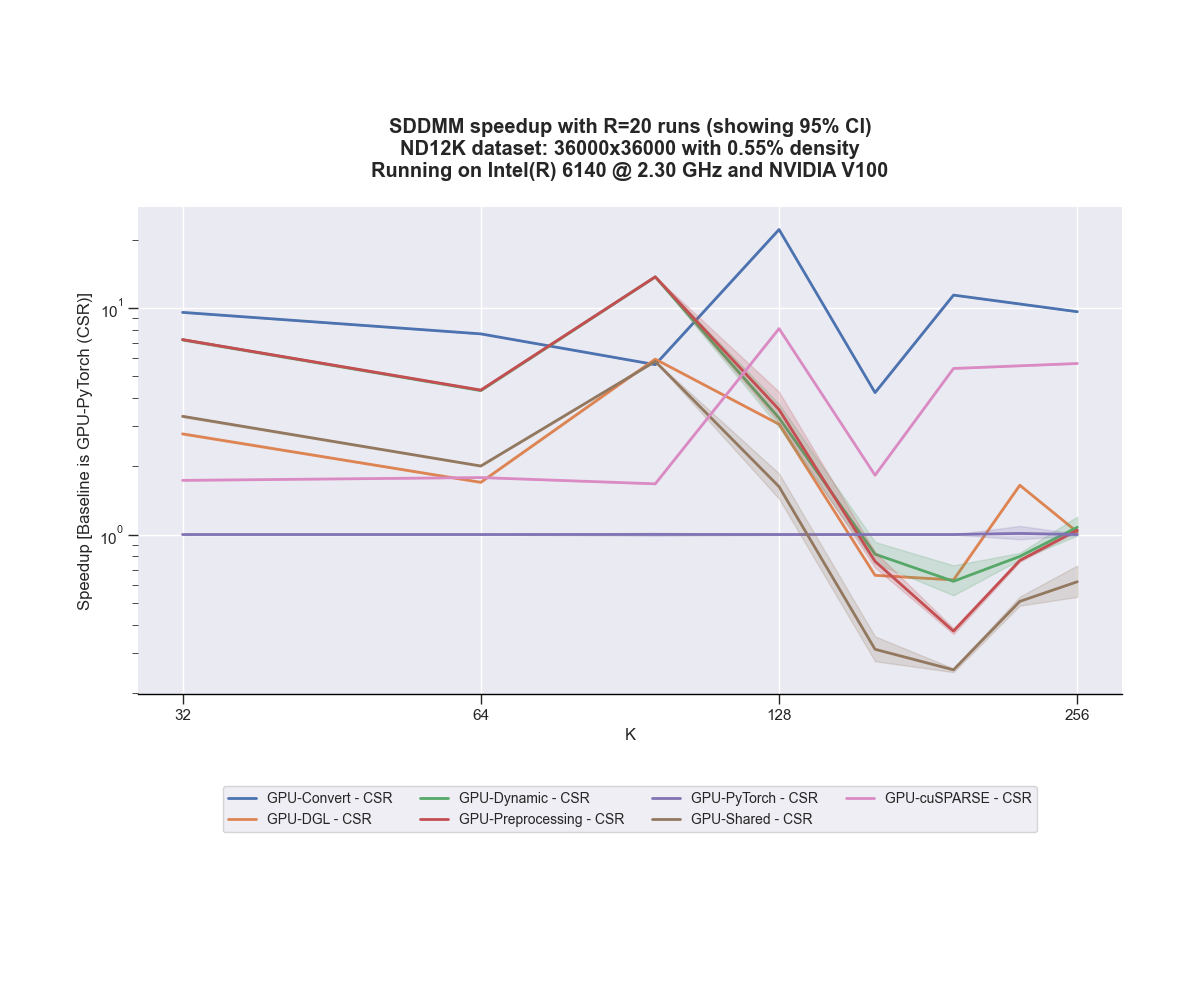 SDDMM speedup with R=20 runs (showing 95% CI)
ND12K dataset: 36000x36000 with 0.55% density
Running on Intel(R) 6140 @ 2.30 GHz and NVIDIA V100
Speedup [Baseline is GPU-PyTorch (CSR)]
10^1
10^0
32 64 128 256
K
GPU-Convert - CSR GPU-Dynamic - CSR GPU-PyTorch - CSR GPU-cuSPARSE - CSR
GPU-DGL - CSR GPU-Preprocessing - CSR GPU-Shared - CSR